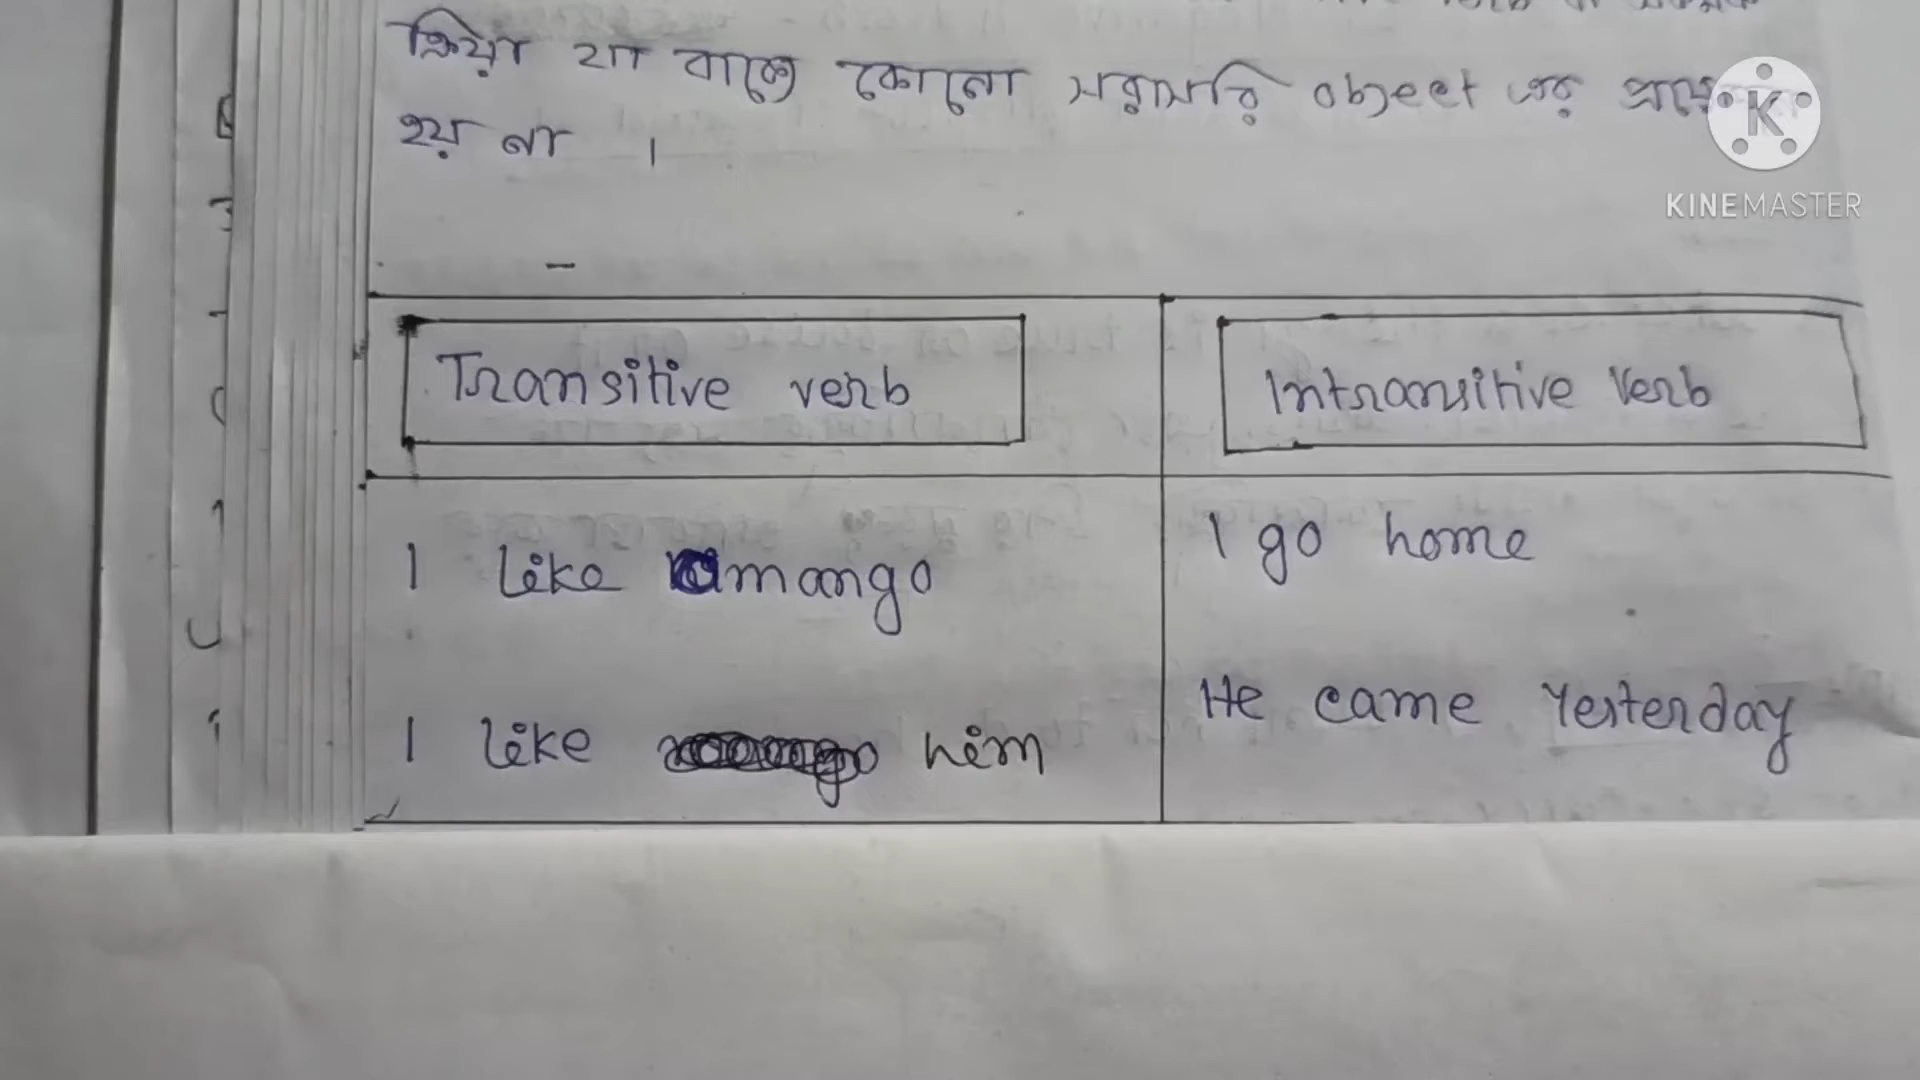 ক্রিয়া যা বাক্যে কোনো সরাসরি object এর
হয় না ।
K
KINEMASTER
Transitive verb
Intransitive Verb
I like mango
I go home
I like him
He came Yesterday